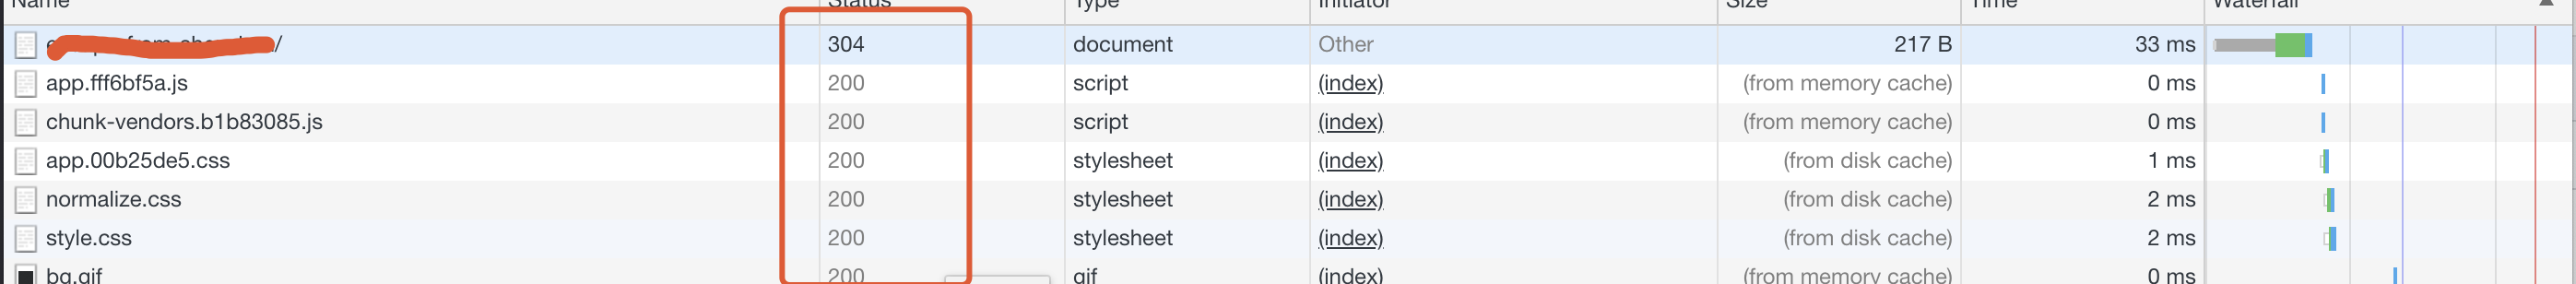 Name Status Type Initiator Size Time Waterfall
/ 304 document Other 217 B 33 ms
app.fff6bf5a.js 200 script (index) (from memory cache) 0 ms
chunk-vendors.b1b83085.js 200 script (index) (from memory cache) 0 ms
app.00b25de5.css 200 stylesheet (index) (from disk cache) 1 ms
normalize.css 200 stylesheet (index) (from disk cache) 2 ms
style.css 200 stylesheet (index) (from disk cache) 2 ms
bg.gif 200 gif (index) (from memory cache) 0 ms